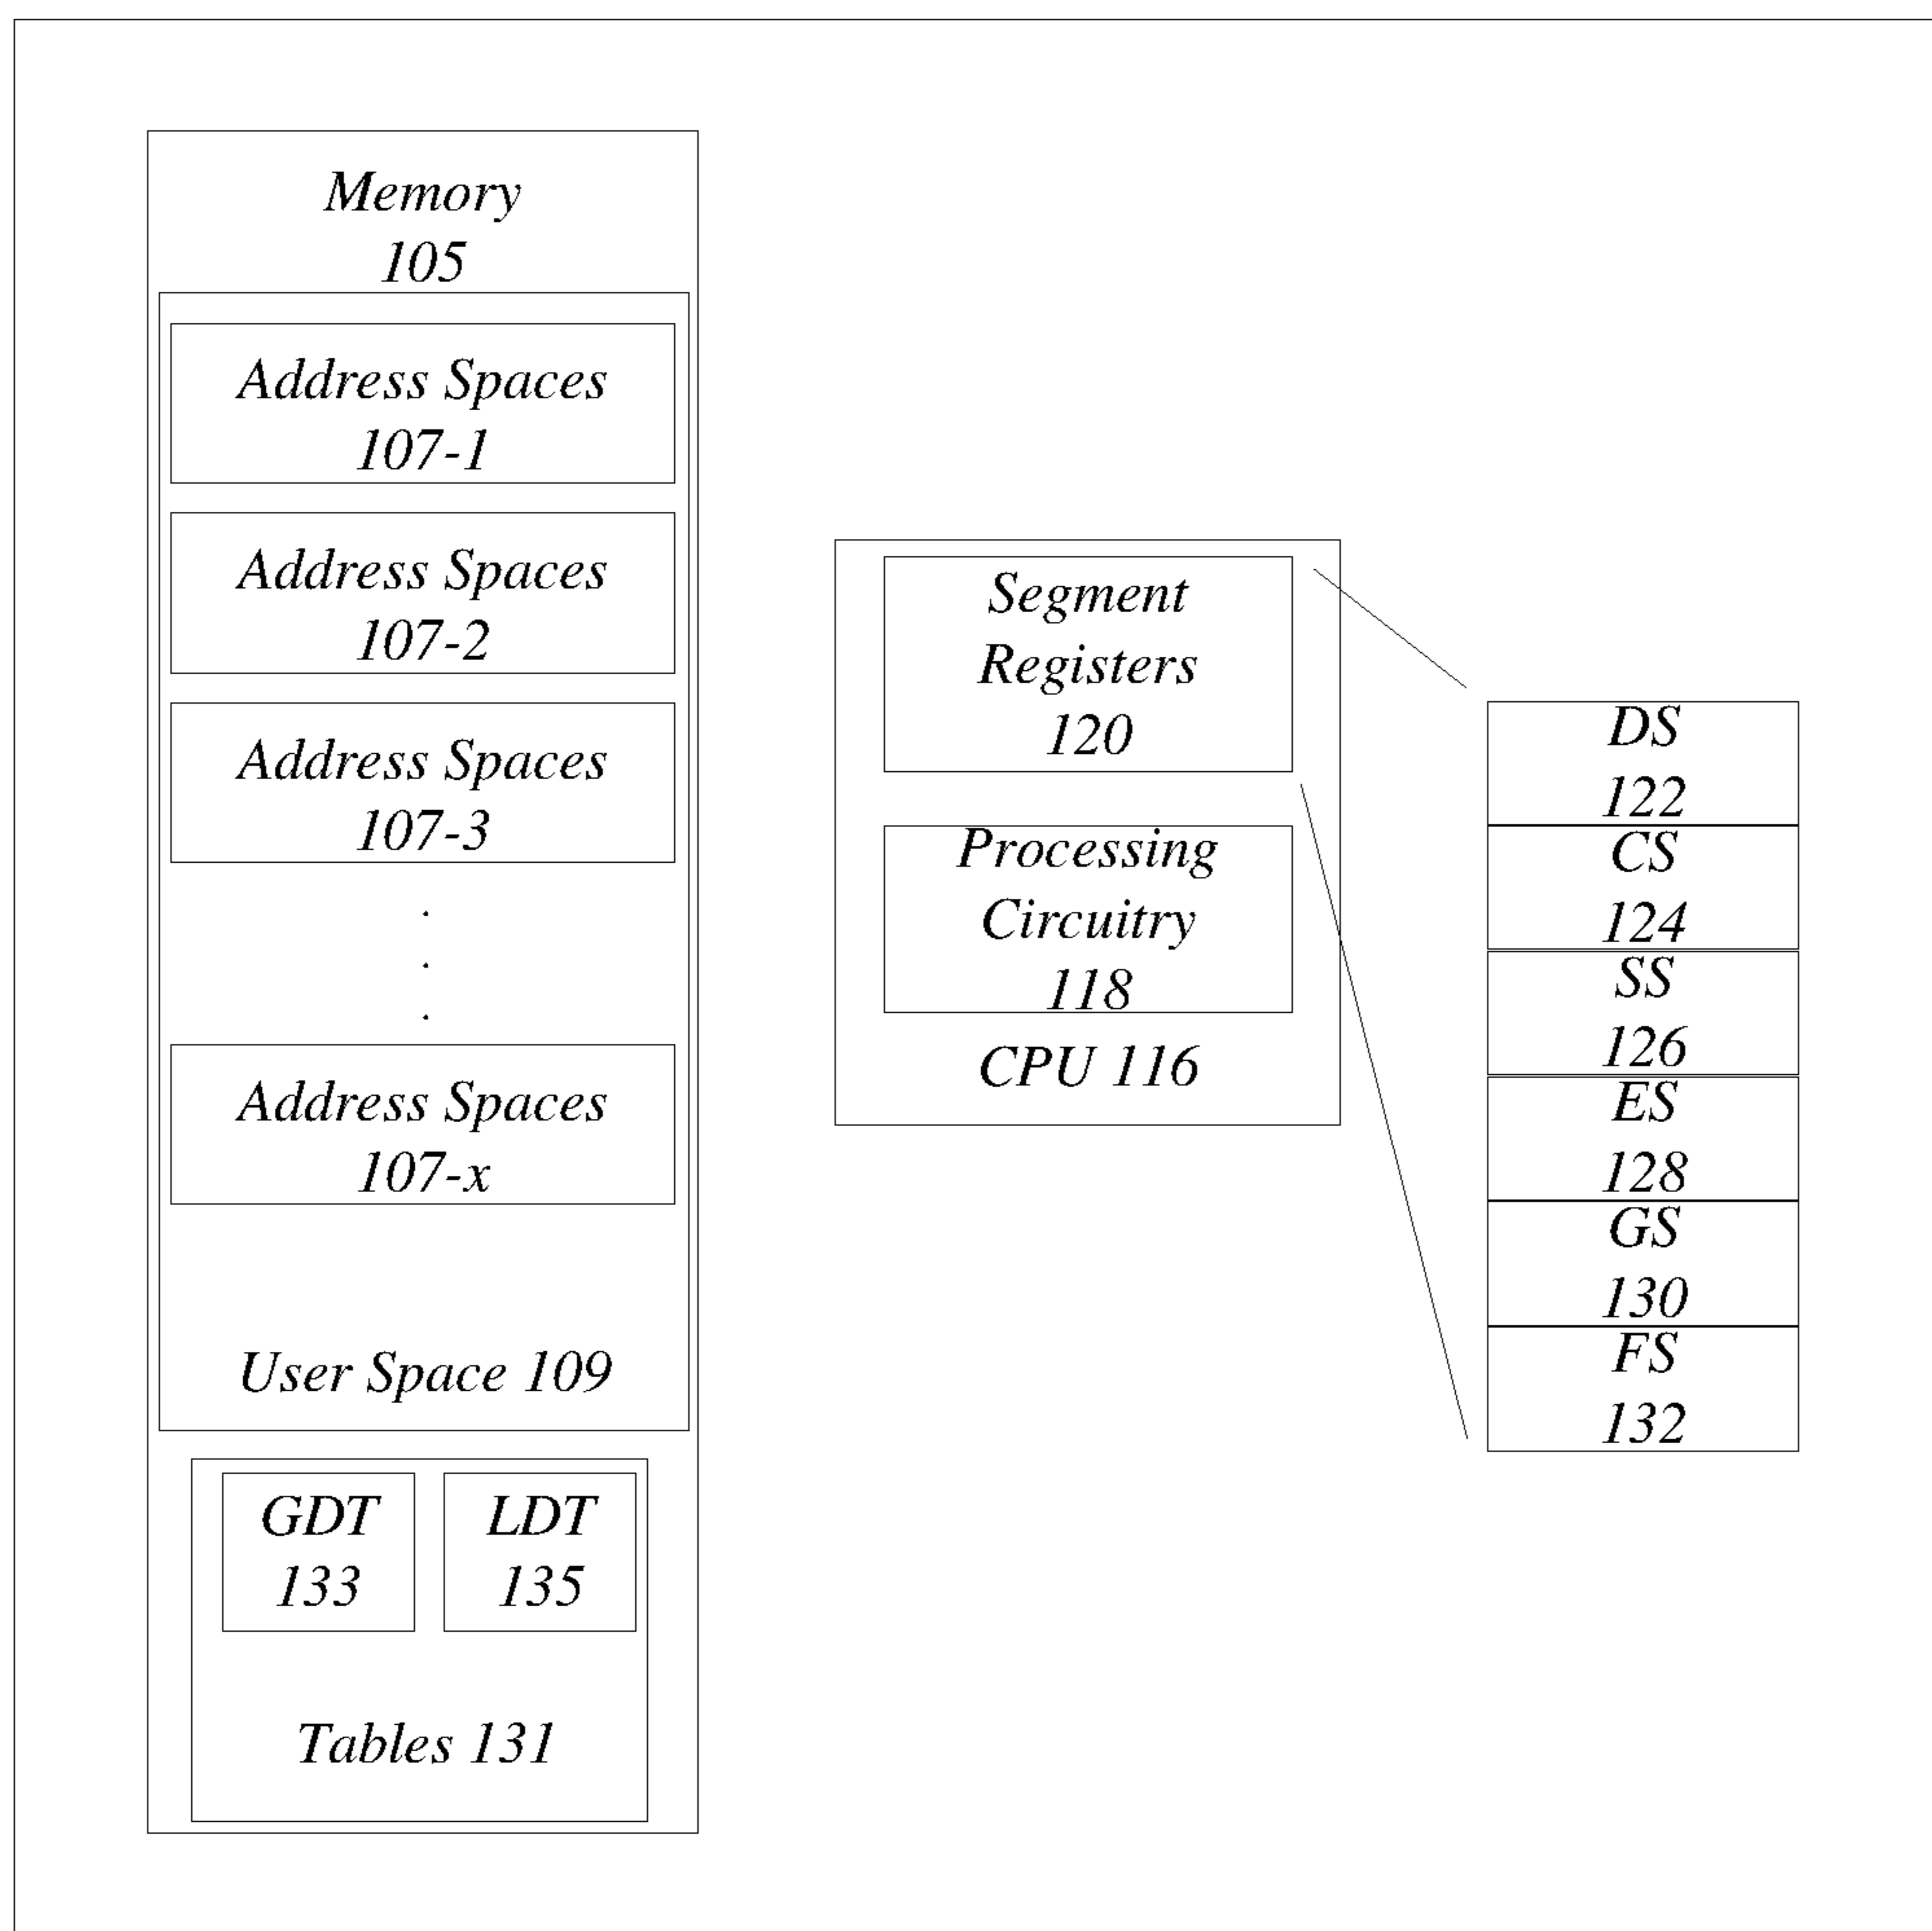 Memory
105
Address Spaces
107-1
Address Spaces
107-2
Address Spaces
107-3
.
.
.
Address Spaces
107-x
User Space 109
GDT
133
LDT
135
Tables 131
Segment
Registers
120
Processing
Circuitry
118
CPU 116
DS
122
CS
124
SS
126
ES
128
GS
130
FS
132